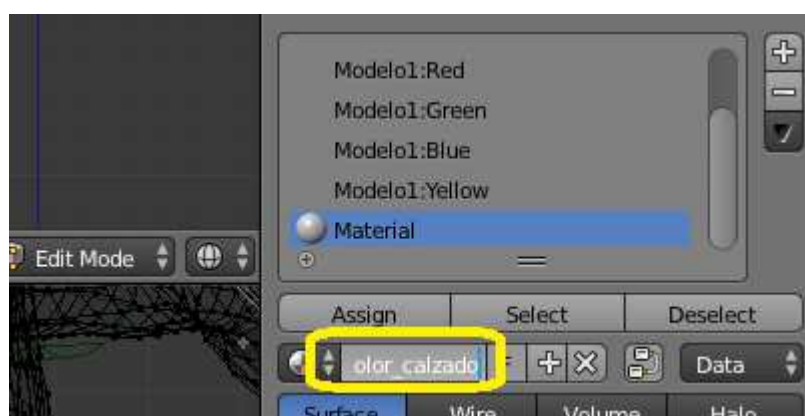 Modelo1:Red
Modelo1:Green
Modelo1:Blue
Modelo1:Yellow
Material
Edit Mode
Assign Select Deselect
olor_calzado F Data
Surface Wire Volume Halo